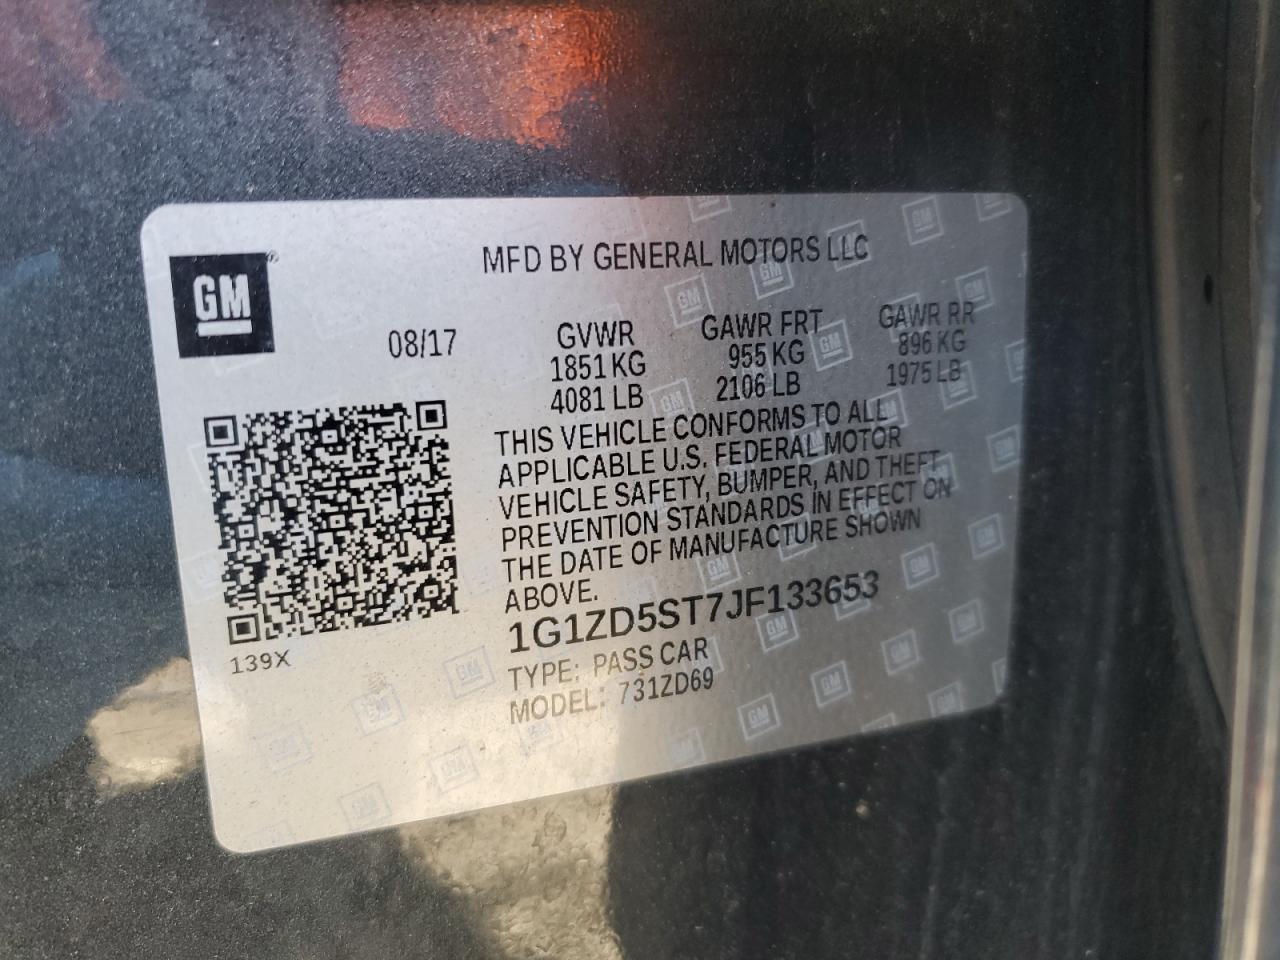 GM
MFD BY GENERAL MOTORS LLC
08/17 GVWR GAWR FRT GAWR RR
1851 KG 955 KG 896 KG
4081 LB 2106 LB 1975 LB
THIS VEHICLE CONFORMS TO ALL
APPLICABLE U.S. FEDERAL MOTOR
VEHICLE SAFETY, BUMPER, AND THEFT
PREVENTION STANDARDS IN EFFECT ON
THE DATE OF MANUFACTURE SHOWN
ABOVE.
1G1ZD5ST7JF133653
139X
TYPE: PASS CAR
MODEL: 731ZD69